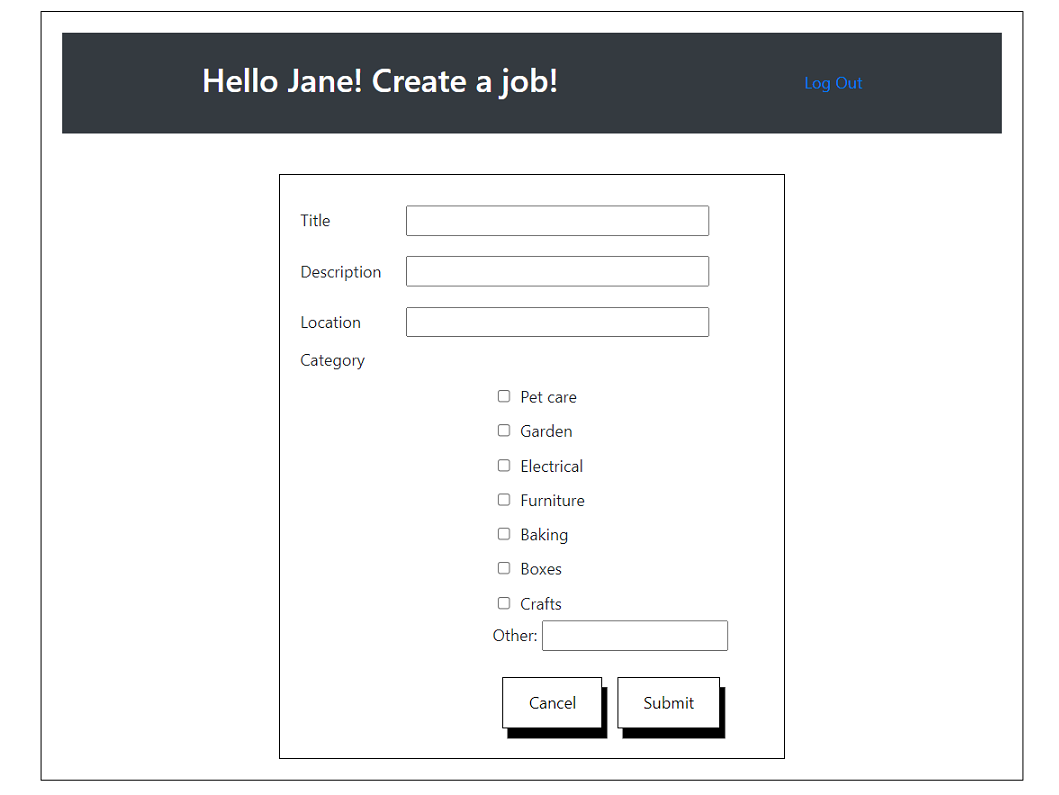 Hello Jane! Create a job!
Log Out
Title
Description
Location
Category
Pet care
Garden
Electrical
Furniture
Baking
Boxes
Crafts
Other:
Cancel
Submit